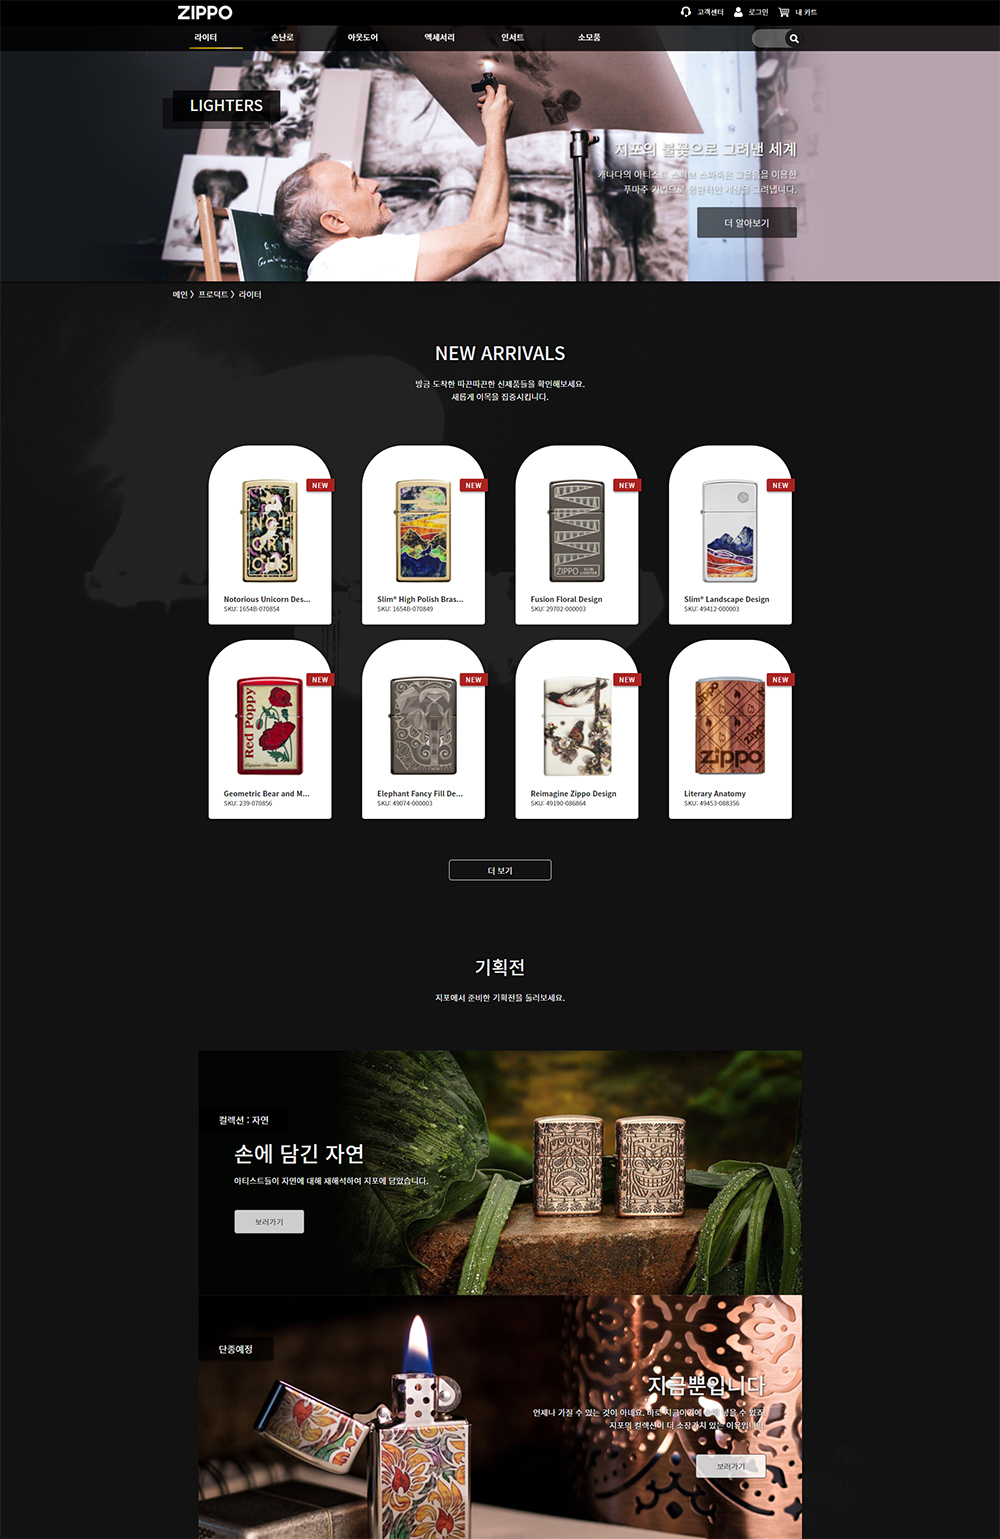 ZIPPO
고객센터 로그인 내 카트
라이터 손난로 아웃도어 액세서리 인서트 소모품
LIGHTERS
지포의 불꽃으로 그려낸 세계
캐나다의 아티스트 스티브 스파죽은 그을음을 이용한
푸마주 기법으로 몽환적인 세상을 그려냅니다.
더 알아보기
메인 〉 프로덕트 〉 라이터
NEW ARRIVALS
방금 도착한 따끈따끈한 신제품들을 확인해보세요.
새롭게 이목을 집중시킵니다.
NEW NEW NEW NEW
NOT
ORI
OUS
ZIPPO SLIM LIGHTER
Notorious Unicorn Des... Slim® High Polish Bras... Fusion Floral Design Slim® Landscape Design
SKU: 1654B-070854 SKU: 1654B-070849 SKU: 29702-000003 SKU: 49412-000003
NEW NEW NEW NEW
Red Poppy
zippo
Geometric Bear and M... Elephant Fancy Fill De... Reimagine Zippo Design Literary Anatomy
SKU: 239-070856 SKU: 49074-000003 SKU: 49190-086864 SKU: 49453-088356
더 보기
기획전
지포에서 준비한 기획전을 둘러보세요.
컬렉션 : 자연
손에 담긴 자연
아티스트들이 자연에 대해 재해석하여 지포에 담았습니다.
보러가기
단종예정
지금뿐입니다
언제나 가질 수 있는 것이 아녜요. 바로 지금이기에 수 있죠
지포의 컬렉션이 더 소장가치 있는 이유입니다
보러가기